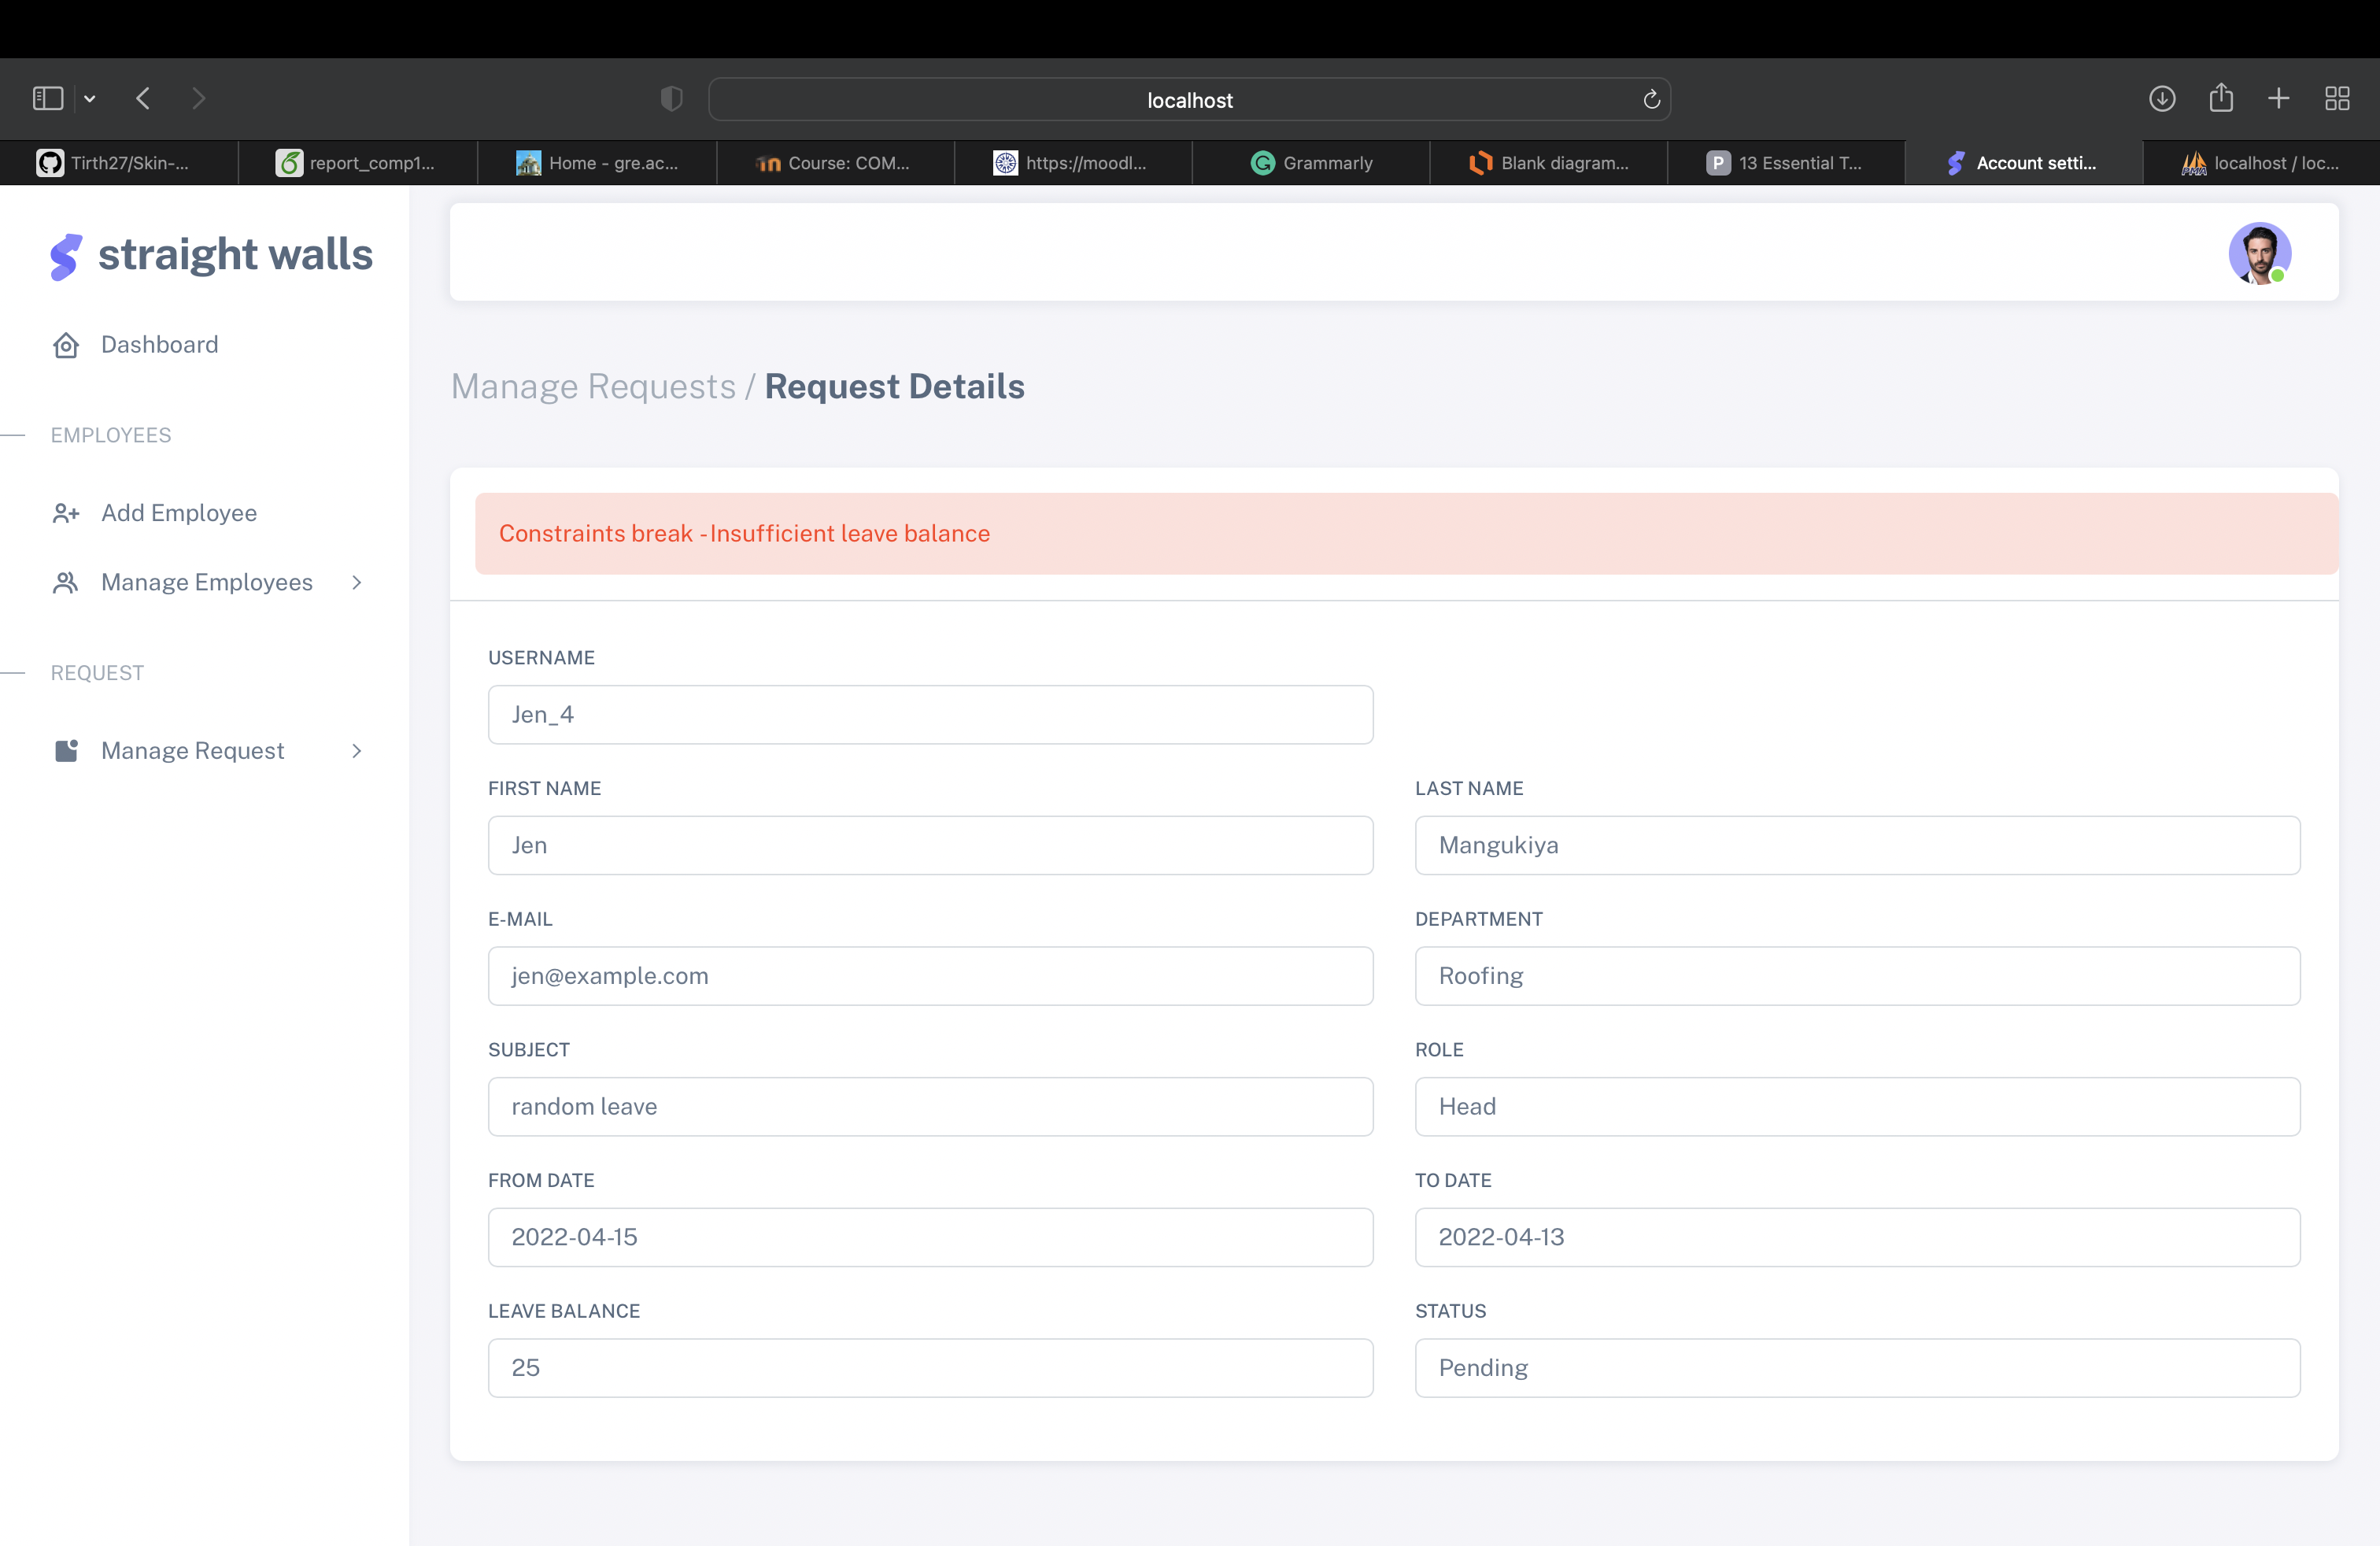 localhost
Tirth27/Skin-...
report_comp1...
Home - gre.ac...
Course: COM...
https://moodl...
Grammarly
Blank diagram...
P 13 Essential T...
Account setti...
PMA localhost / loc...
straight walls
Dashboard
EMPLOYEES
Add Employee
Manage Employees
REQUEST
Manage Request
Manage Requests / Request Details
Constraints break - Insufficient leave balance
USERNAME
Jen_4
FIRST NAME
LAST NAME
Jen
Mangukiya
E-MAIL
DEPARTMENT
jen@example.com
Roofing
SUBJECT
ROLE
random leave
Head
FROM DATE
TO DATE
2022-04-15
2022-04-13
LEAVE BALANCE
STATUS
25
Pending